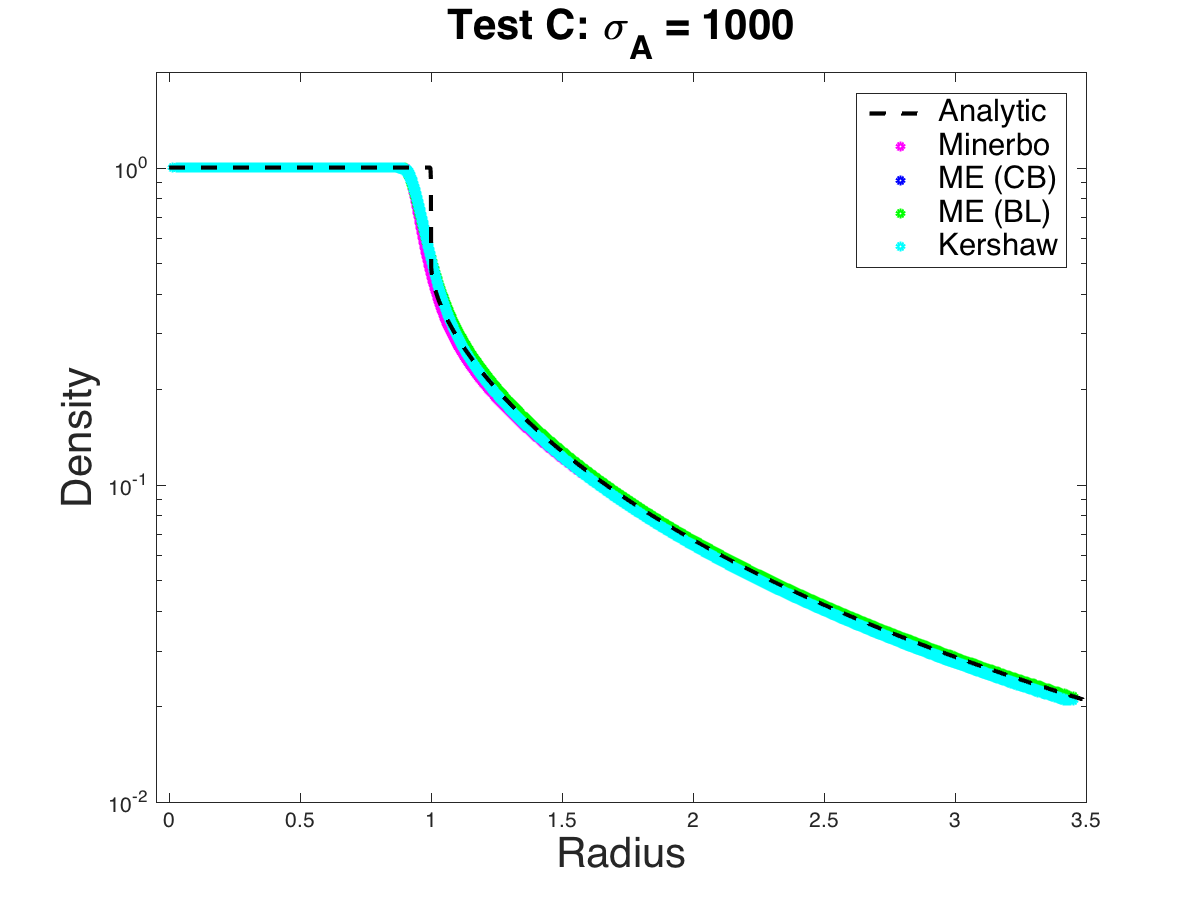 Test C: σ_A = 1000
Analytic
Minerbo
ME (CB)
ME (BL)
Kershaw
Density
10^0
10^-1
10^-2
0 0.5 1 1.5 2 2.5 3 3.5
Radius